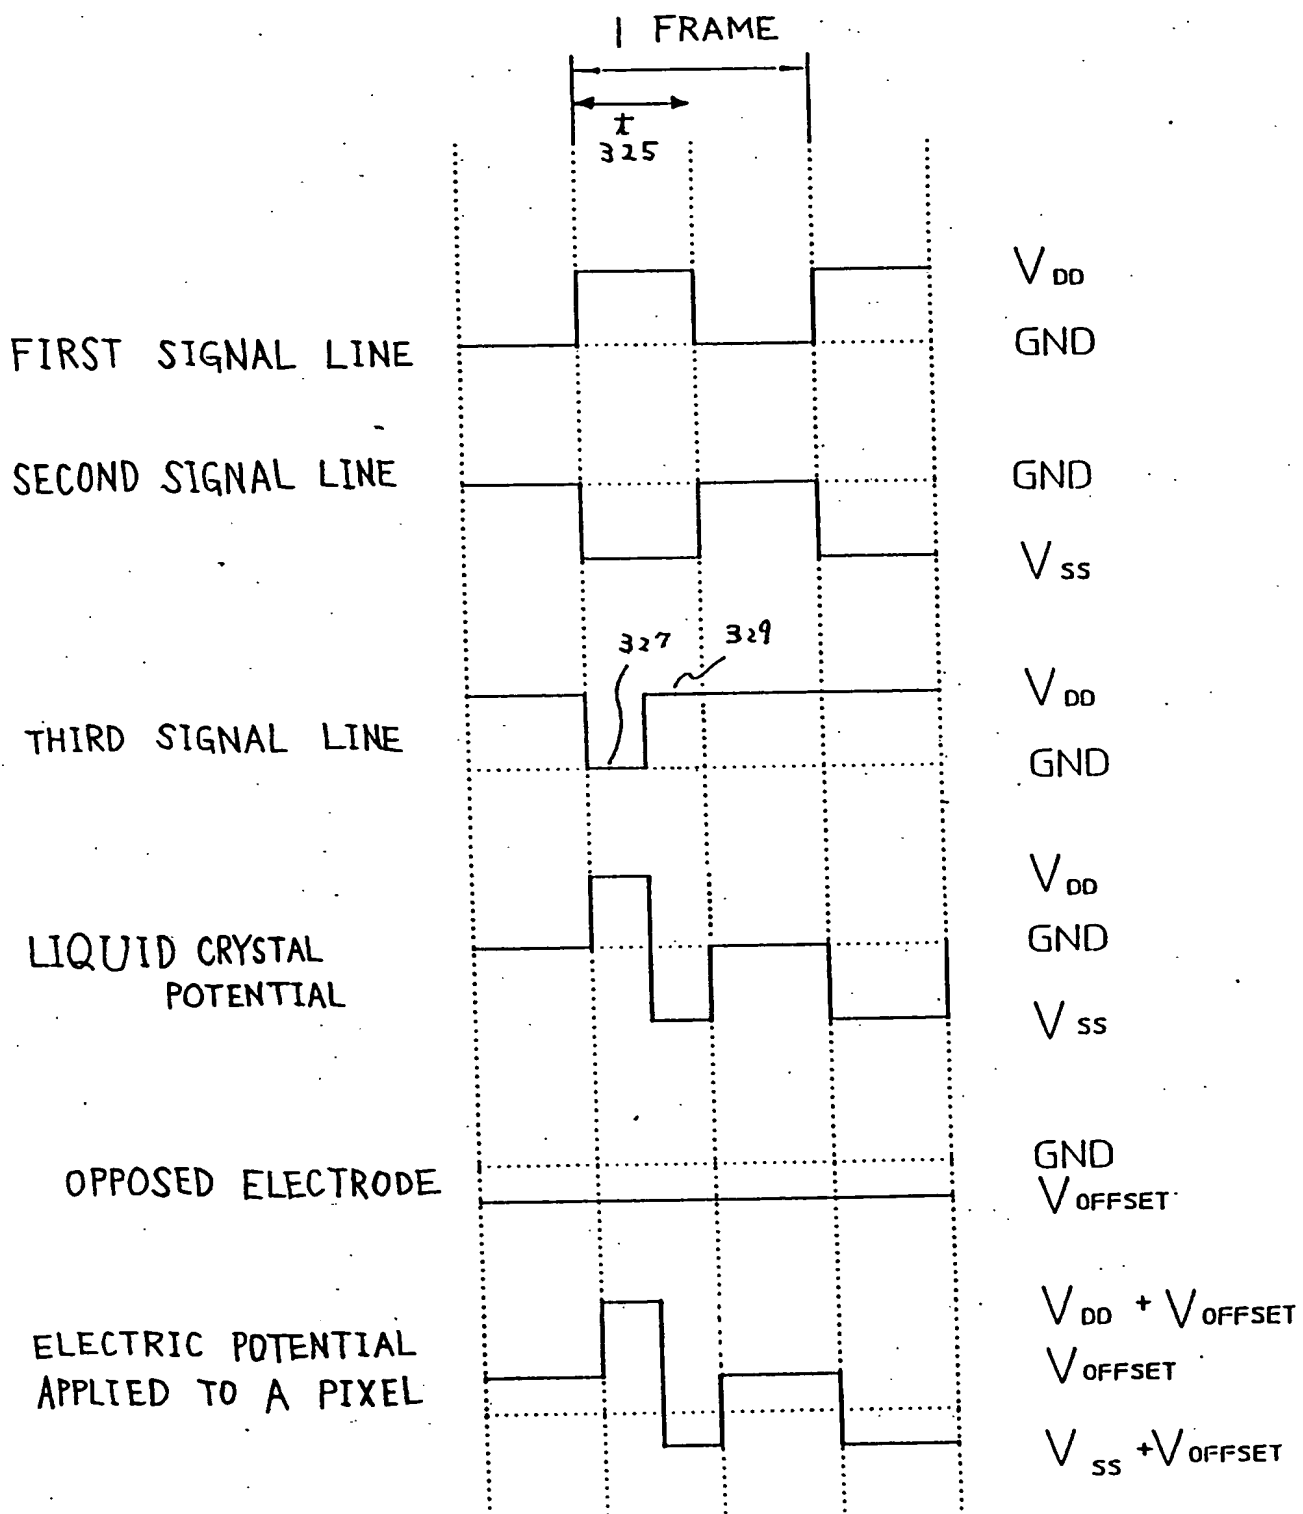 1 FRAME
t
325
V DD
FIRST SIGNAL LINE
GND
SECOND SIGNAL LINE
GND
V SS
327
329
V DD
THIRD SIGNAL LINE
GND
V DD
LIQUID CRYSTAL
POTENTIAL
GND
V SS
GND
OPPOSED ELECTRODE
V OFFSET
V DD + V OFFSET
ELECTRIC POTENTIAL
APPLIED TO A PIXEL
V OFFSET
V SS + V OFFSET